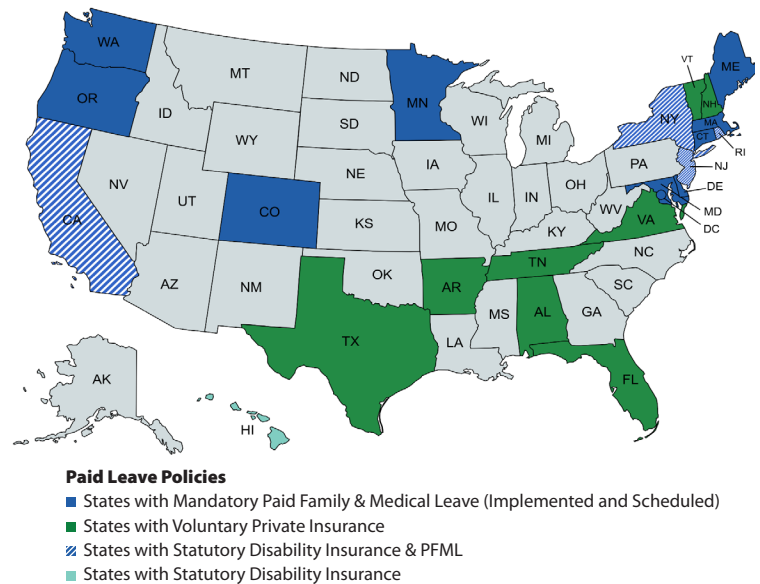 WA
MT
ND
MN
VT
ME
OR
ID
SD
WI
MI
NH
NY
MA
CT
RI
WY
IA
PA
NJ
NV
NE
IL
IN
OH
DE
UT
CO
KS
MO
WV
VA
MD
CA
KY
DC
AZ
NM
OK
AR
TN
NC
SC
MS
AL
GA
TX
LA
FL
AK
HI
Paid Leave Policies
States with Mandatory Paid Family & Medical Leave (Implemented and Scheduled)
States with Voluntary Private Insurance
States with Statutory Disability Insurance & PFML
States with Statutory Disability Insurance